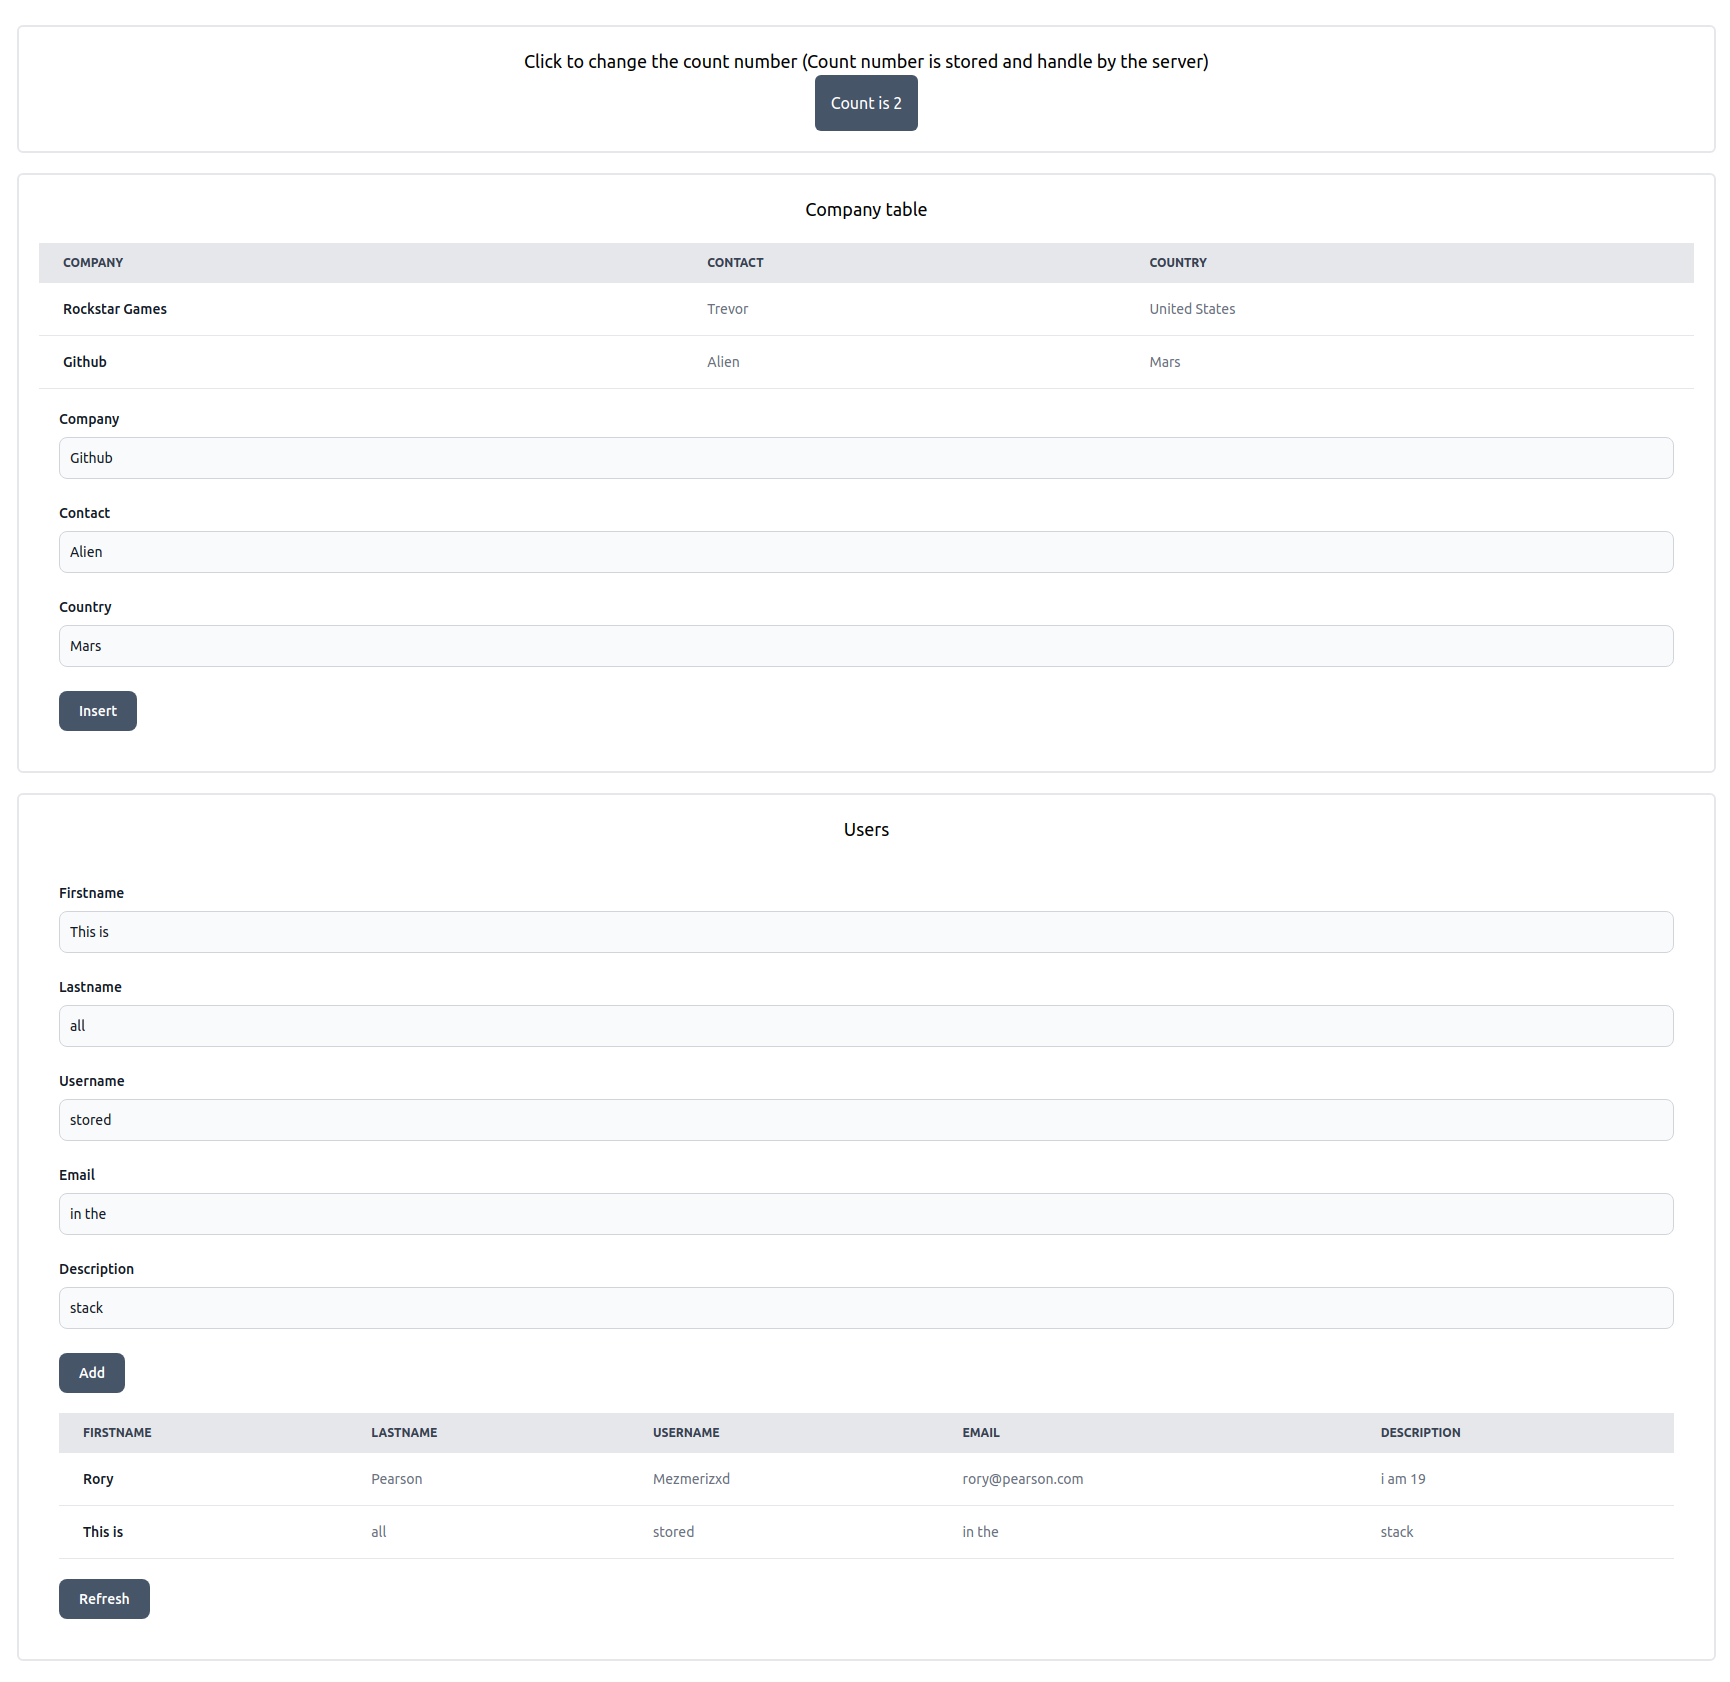 Click to change the count number (Count number is stored and handle by the server)
Count is 2
Company table
COMPANY CONTACT COUNTRY
Rockstar Games Trevor United States
Github Alien Mars
Company
Github
Contact
Alien
Country
Mars
Insert
Users
Firstname
This is
Lastname
all
Username
stored
Email
in the
Description
stack
Add
FIRSTNAME LASTNAME USERNAME EMAIL DESCRIPTION
Rory Pearson Mezmerizxd rory@pearson.com i am 19
This is all stored in the stack
Refresh